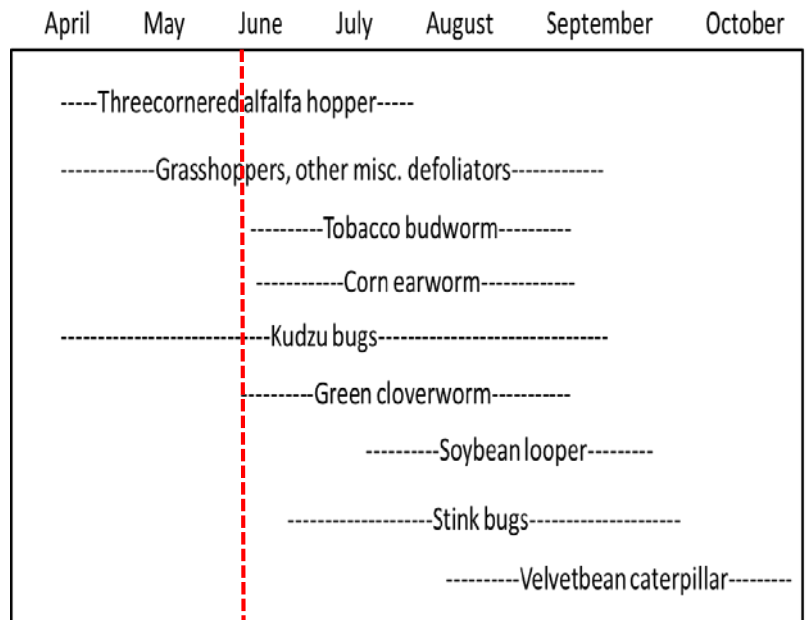 April May June July August September October
-----Threecornered alfalfa hopper-----
-------------Grasshoppers, other misc. defoliators-------------
----------Tobacco budworm----------
------------Corn earworm-------------
-----------------------------Kudzu bugs--------------------------------
----------Green cloverworm-----------
----------Soybean looper---------
--------------------Stink bugs---------------------
----------Velvetbean caterpillar---------